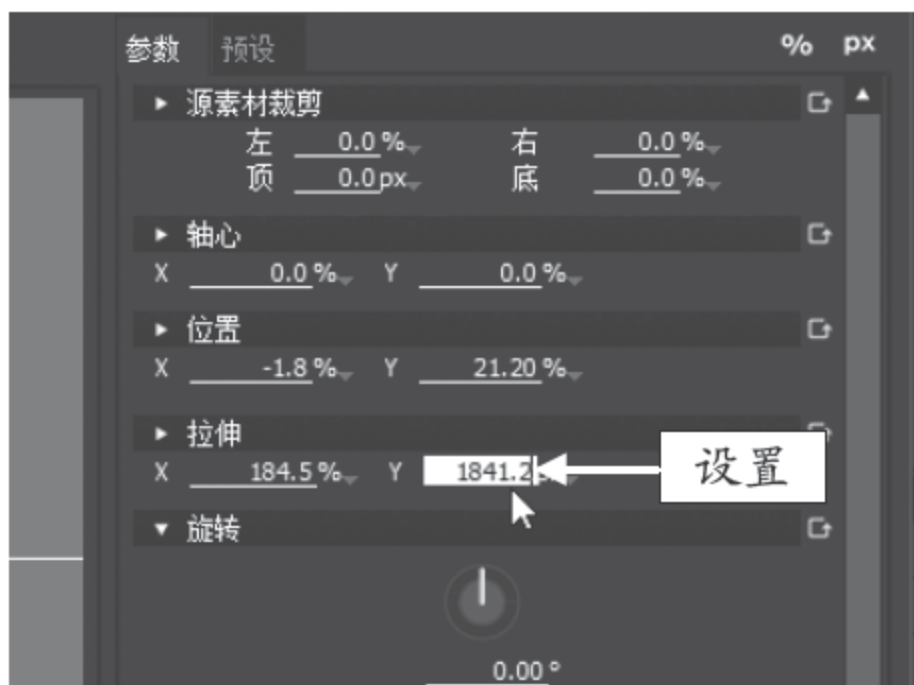 参数 预设 % px
源素材裁剪
左 0.0 % 右 0.0 %
顶 0.0 px 底 0.0 %
轴心
X 0.0 % Y 0.0 %
位置
X -1.8 % Y 21.20 %
拉伸
X 184.5 % Y 1841.2 设置
旋转
0.00 °